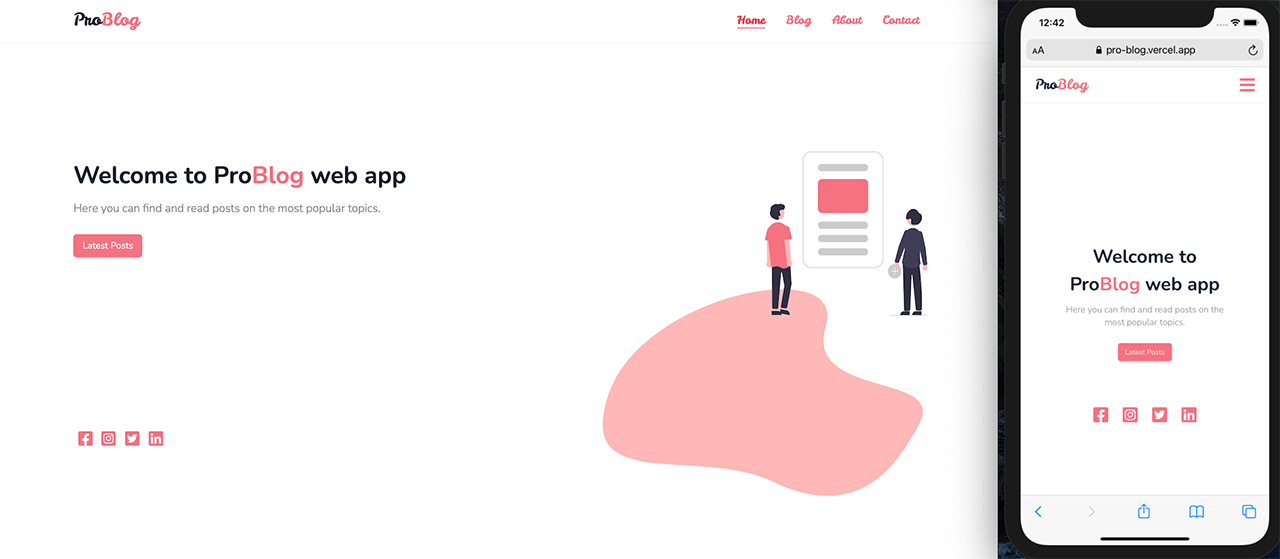 ProBlog
Home Blog About Contact
Welcome to ProBlog web app
Here you can find and read posts on the most popular topics.
Latest Posts
12:42
AA pro-blog.vercel.app
ProBlog
Welcome to
ProBlog web app
Here you can find and read posts on the
most popular topics.
Latest Posts